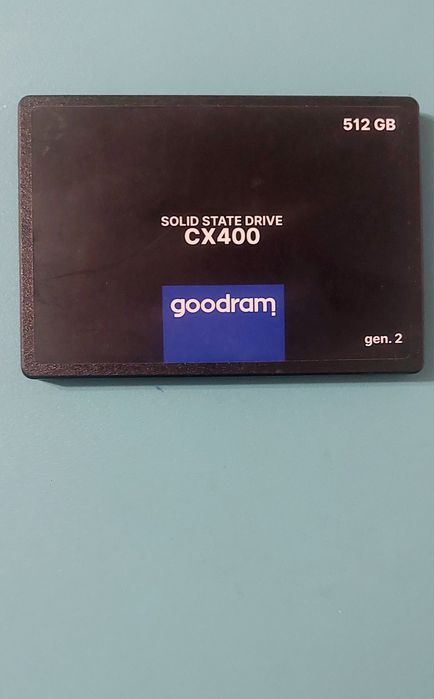 512 GB
SOLID STATE DRIVE
CX400
goodram
gen. 2